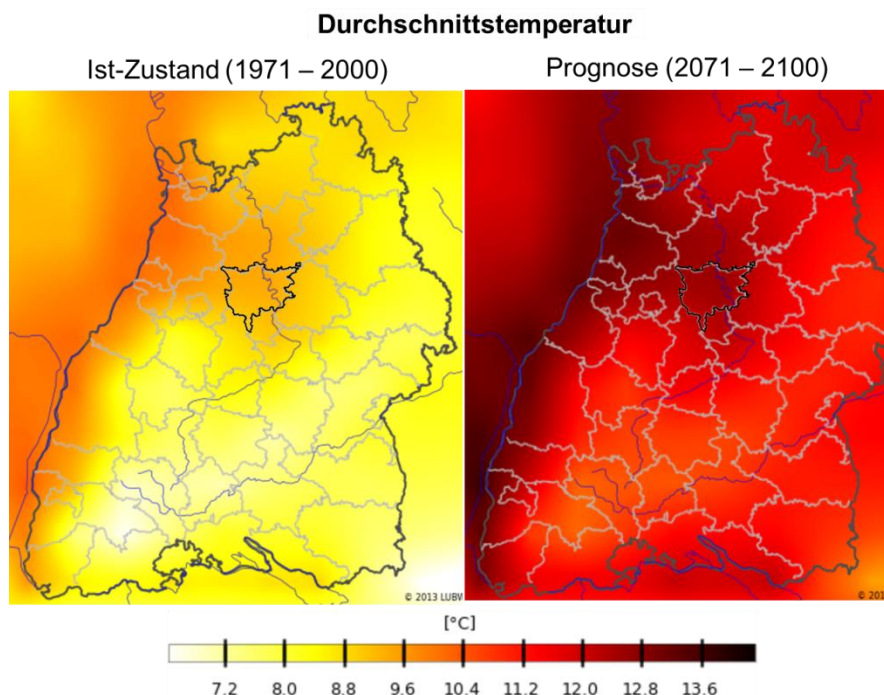 Durchschnittstemperatur
Ist-Zustand (1971 – 2000)
Prognose (2071 – 2100)
© 2013 LUBW
© 201
[°C]
7.2 8.0 8.8 9.6 10.4 11.2 12.0 12.8 13.6